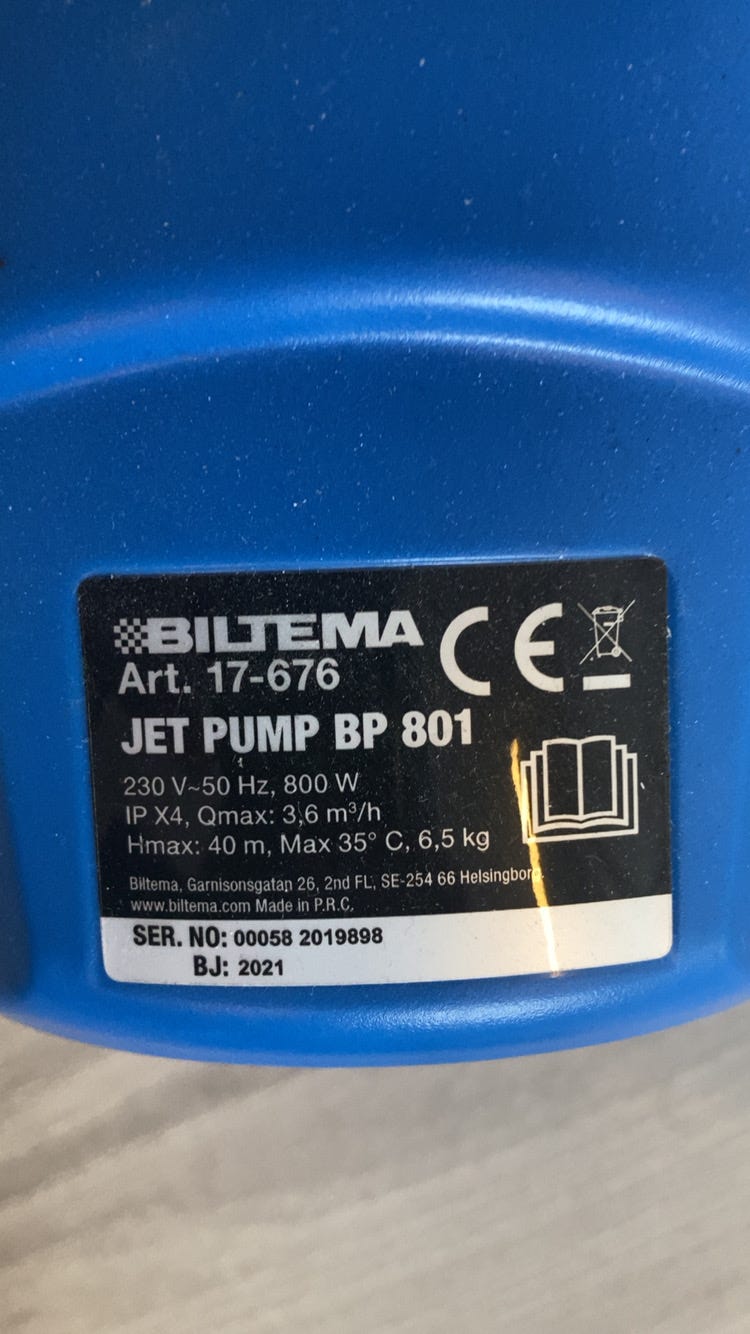 BILTEMA
Art. 17-676
CE
JET PUMP BP 801
230 V~50 Hz, 800 W
IP X4, Qmax: 3,6 m³/h
Hmax: 40 m, Max 35° C, 6,5 kg
Biltema, Garnisonsgatan 26, 2nd FL, SE-254 66 Helsingborg
www.biltema.com Made in P.R.C.
SER. NO: 00058 2019898
BJ: 2021